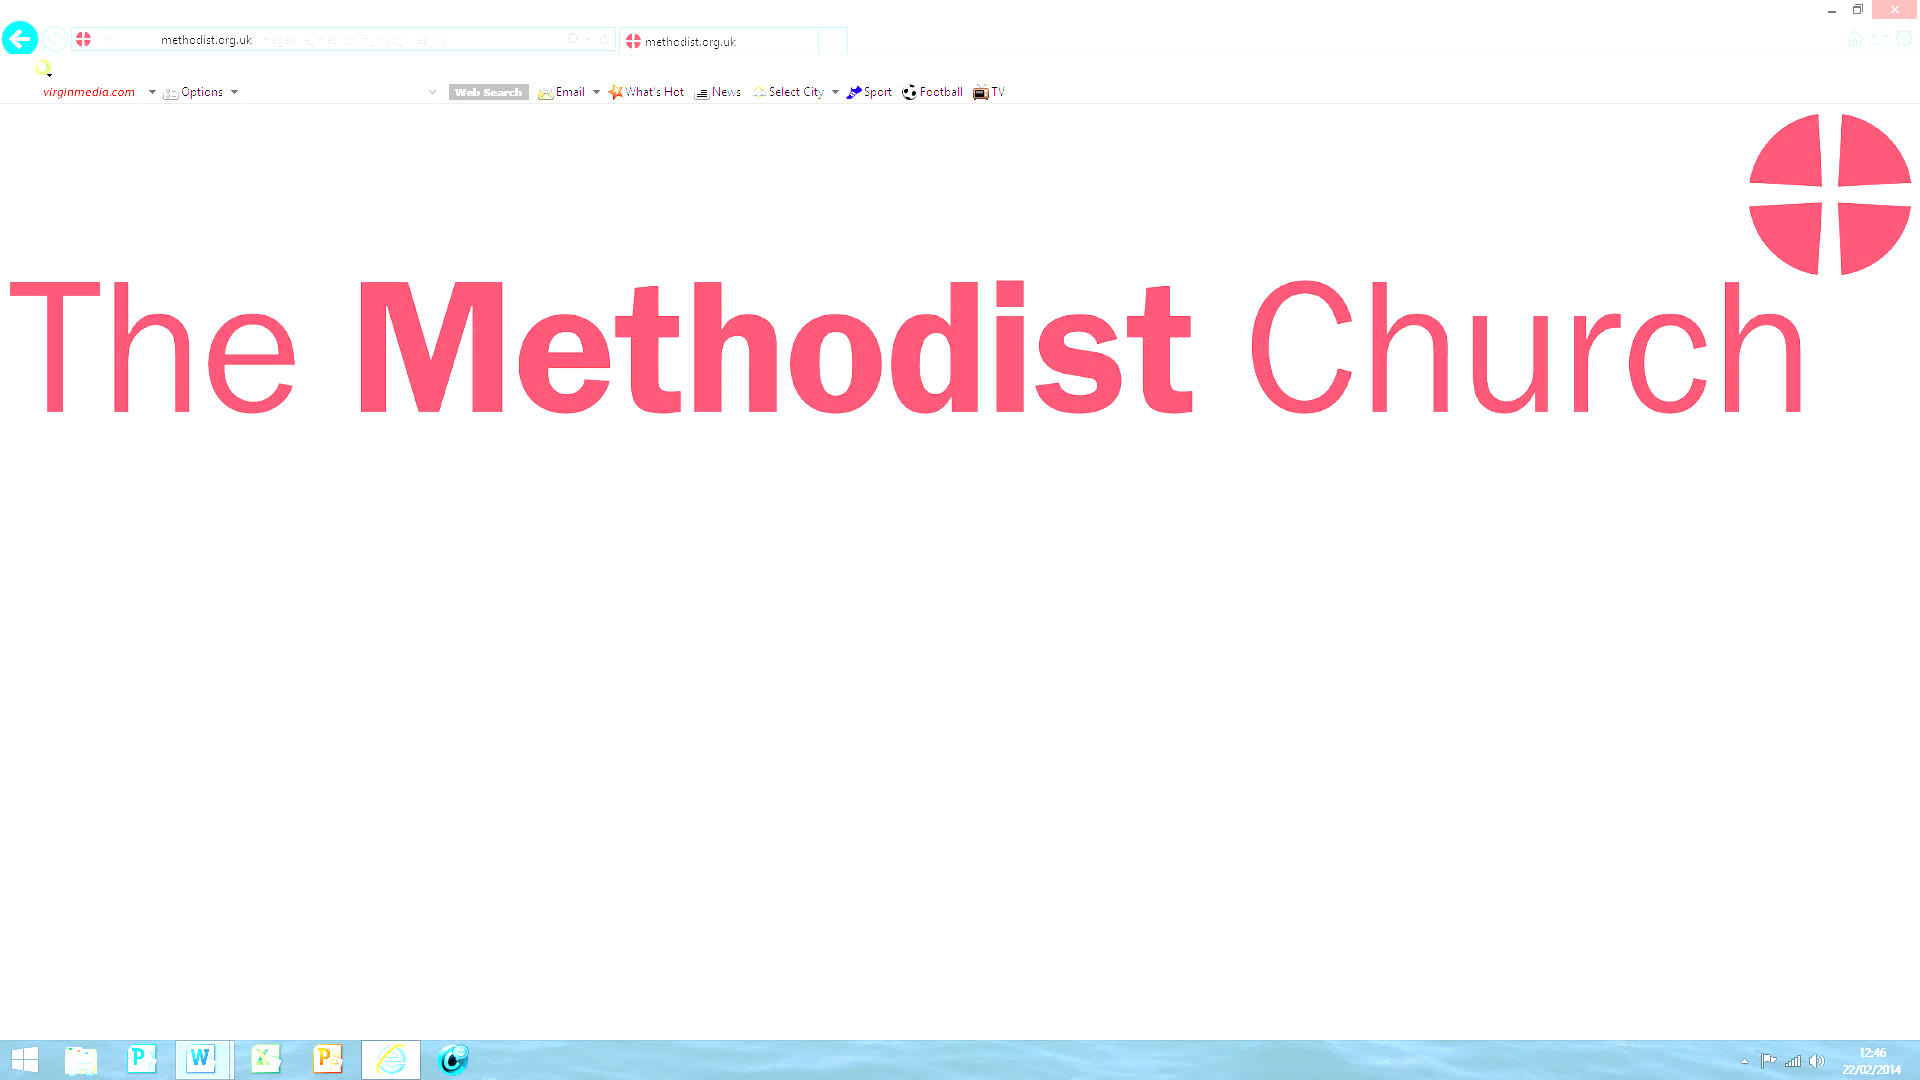 methodist.org.uk
methodist.org.uk
virginmedia.com Options Web Search Email What's Hot News Select City Sport Football TV
The Methodist Church
12:46
22/02/2014